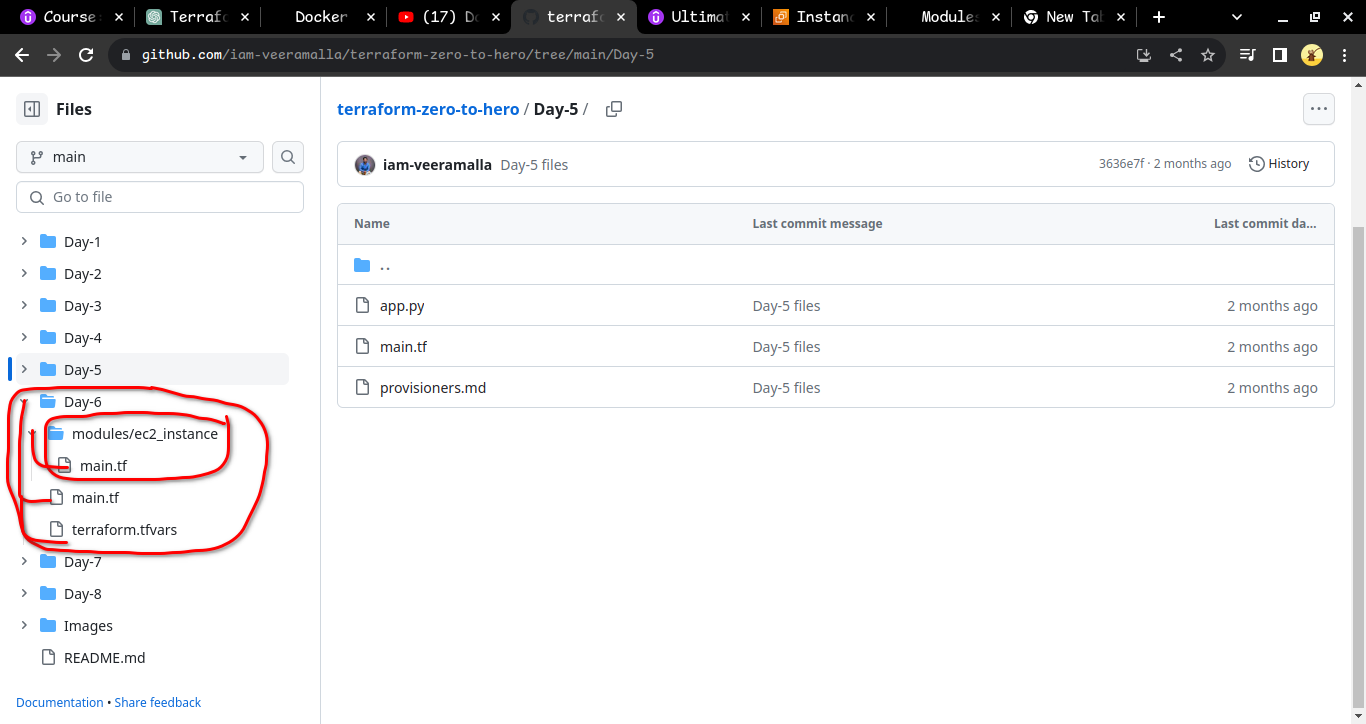 Course:
Terrafo
Docker
(17) Do
terrafo
Ultimat
Instanc
Modules
New Tab
github.com/iam-veeramalla/terraform-zero-to-hero/tree/main/Day-5
Files
terraform-zero-to-hero / Day-5 /
main
iam-veeramalla Day-5 files
3636e7f · 2 months ago
History
Go to file
Name Last commit message Last commit da...
Day-1
..
Day-2
Day-3
app.py Day-5 files 2 months ago
Day-4
main.tf Day-5 files 2 months ago
Day-5
provisioners.md Day-5 files 2 months ago
Day-6
modules/ec2_instance
main.tf
main.tf
terraform.tfvars
Day-7
Day-8
Images
README.md
Documentation • Share feedback